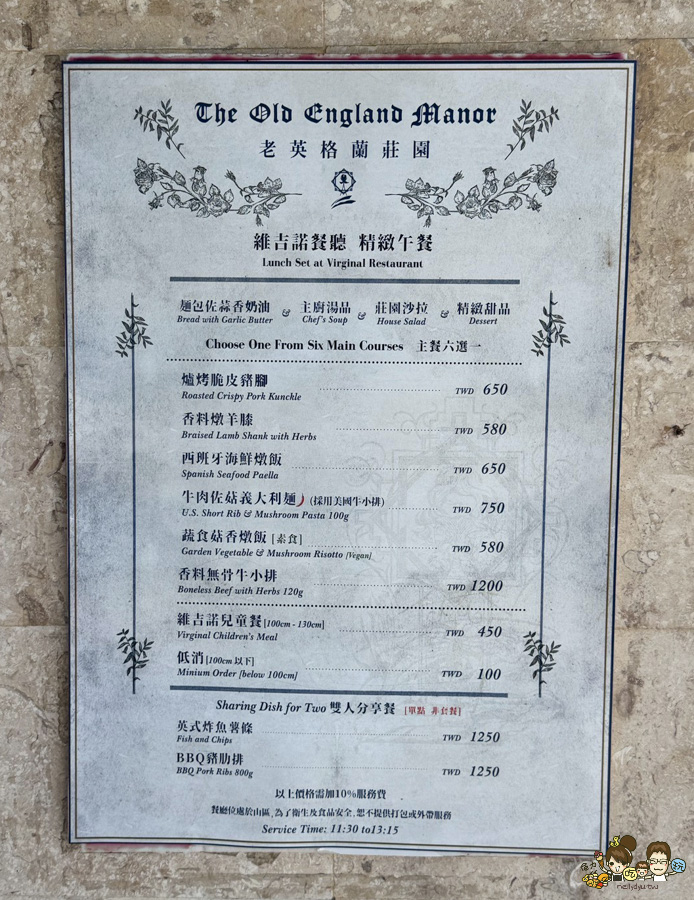 The Old England Manor
老英格蘭莊園
維吉諾餐聽 精緻午餐
Lunch Set at Virginal Restaurant
麵包佐蒜香奶油 & 主廚湯品 & 莊園沙拉 & 精緻甜品
Bread with Garlic Butter Chef's Soup House Salad Dessert
Choose One From Six Main Courses 主餐六選一
爐烤脆皮豬腳 TWD 650
Roasted Crispy Pork Kunckle
香料燉羊膝 TWD 580
Braised Lamb Shank with Herbs
西班牙海鮮燉飯 TWD 650
Spanish Seafood Paella
牛肉佐菇義大利麵 (採用美國牛小排) TWD 750
U.S. Short Rib & Mushroom Pasta 100g
蔬食菇香燉飯 [素食] TWD 580
Garden Vegetable & Mushroom Risotto [Vegan]
香料無骨牛小排 TWD 1200
Boneless Beef with Herbs 120g
維吉諾兒童餐 [100cm - 130cm] TWD 450
Virginal Children's Meal
低消 [100cm 以下] TWD 100
Minium Order [below 100cm]
Sharing Dish for Two 雙人分享餐 [單點 非套餐]
英式炸魚薯條 TWD 1250
Fish and Chips
BBQ豬肋排 TWD 1250
BBQ Pork Ribs 800g
以上價格需加10%服務費
餐廳位處於山區，為了衛生及食品安全，恕不提供打包或外帶服務
Service Time: 11:30 to13:15
neilydyu.tw